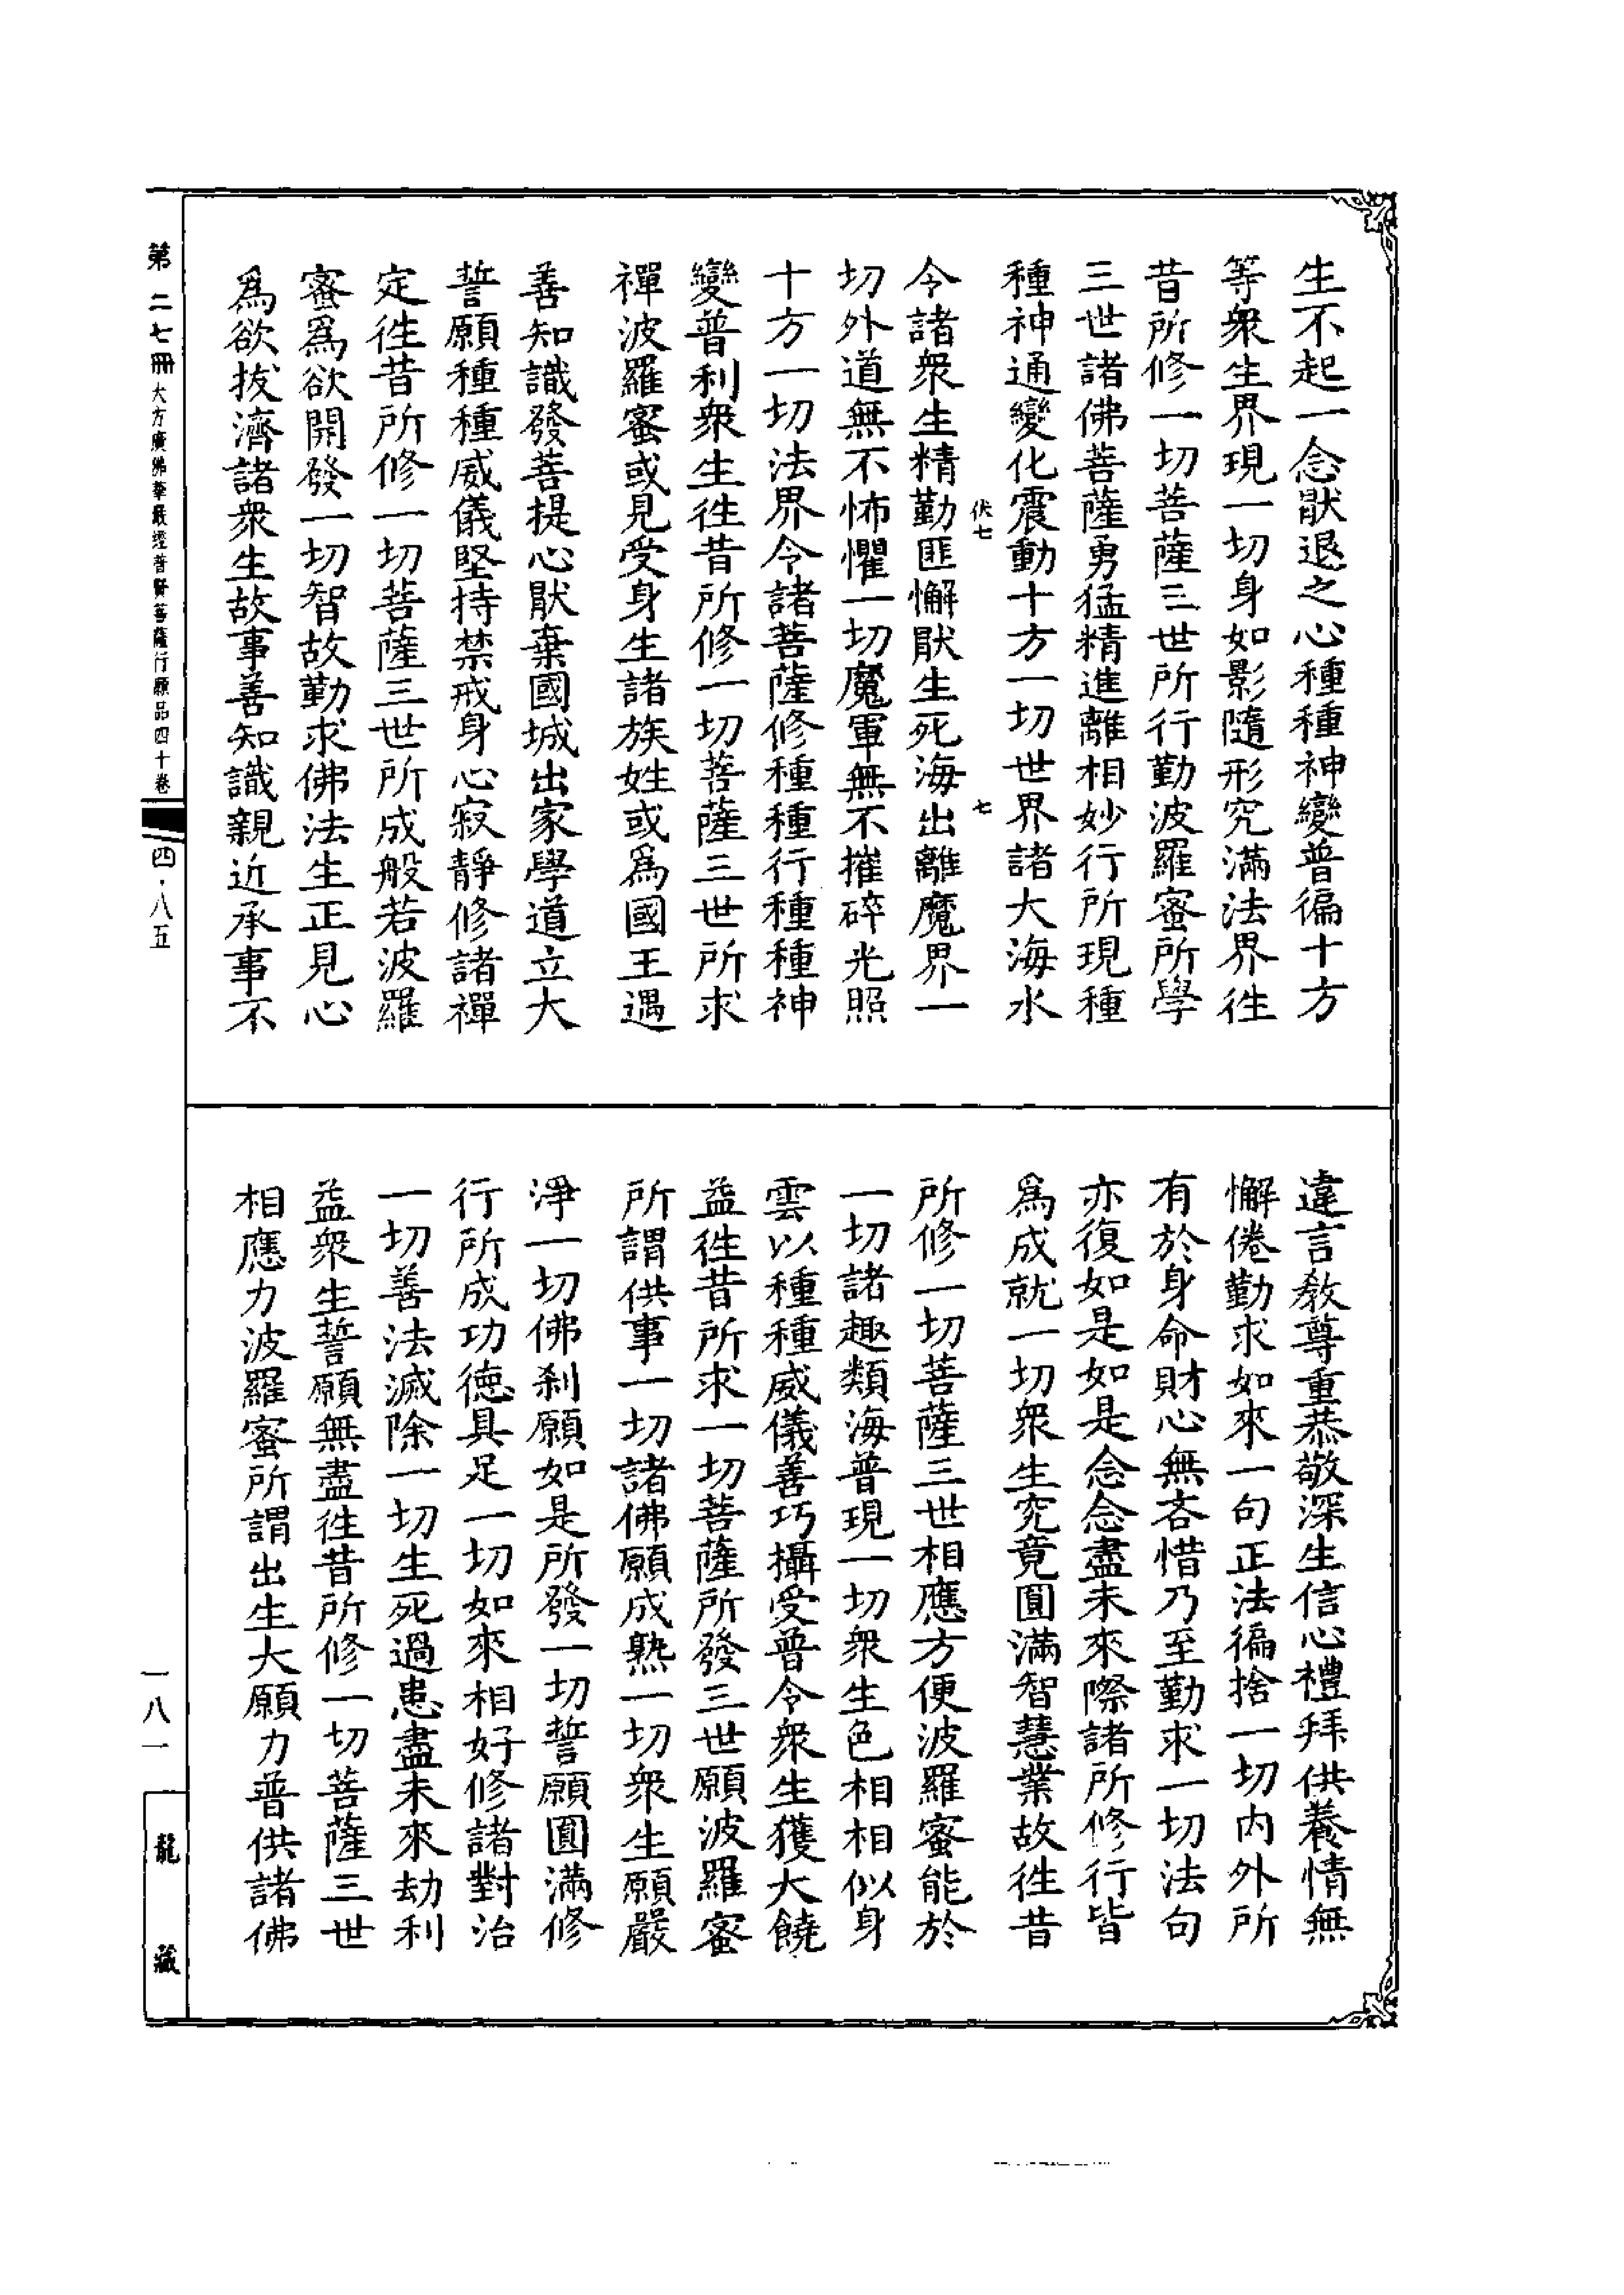 生不起一念猒退之心種種神變普徧十方
等衆生界現一切身如影隨形究滿法界徃
昔所修一切菩薩三世所行勤波羅蜜所學
三世諸佛菩薩勇猛精進離相妙行所現種
種神通變化震動十方一切世界諸大海水
伏七 七
令諸衆生精勤匪懈猒生死海出離魔界一
切外道無不怖懼一切魔軍無不摧碎光照
十方一切法界令諸菩薩修種種行種種神
變普利衆生徃昔所修一切菩薩三世所求
禪波羅蜜或見受身生諸族姓或爲國王遇
善知識發菩提心猒棄國城出家學道立大
誓願種種威儀堅持禁戒身心寂靜修諸禪
定徃昔所修一切菩薩三世所成般若波羅
蜜爲欲開發一切智故勤求佛法生正見心
爲欲拔濟諸衆生故事善知識親近承事不
違言敎尊重恭敬深生信心禮拜供養情無
懈倦勤求如來一句正法徧捨一切内外所
有於身命財心無吝惜乃至勤求一切法句
亦復如是如是念念盡未來際諸所修行皆
爲成就一切衆生究竟圓滿智慧業故徃昔
所修一切菩薩三世相應方便波羅蜜能於
一切諸趣類海普現一切衆生色相相似身
雲以種種威儀善巧攝受普令衆生獲大饒
益徃昔所求一切菩薩所發三世願波羅蜜
所謂供事一切諸佛願成熟一切衆生願嚴
淨一切佛刹願如是所發一切誓願圓滿修
行所成功德具足一切如來相好修諸對治
一切善法滅除一切生死過患盡未來劫利
益衆生誓願無盡徃昔所修一切菩薩三世
相應力波羅蜜所謂出生大願力普供諸佛
第二七冊 大方廣佛華嚴經普賢菩薩行願品四十卷 四·八五
一八一
龍藏